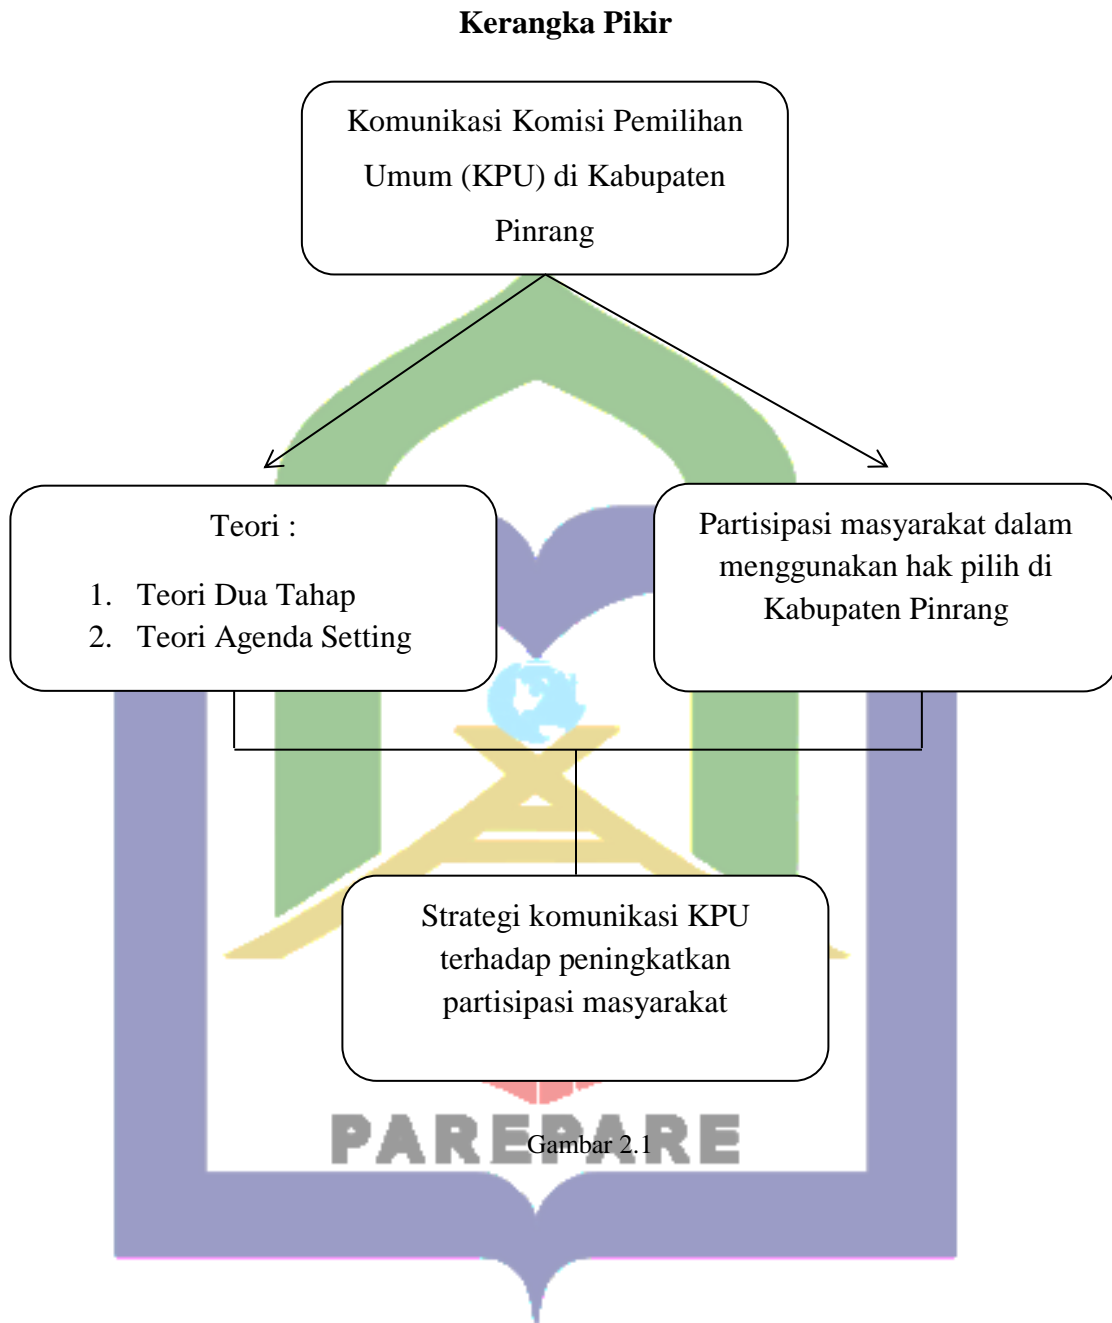 Kerangka Pikir
Komunikasi Komisi Pemilihan
Umum (KPU) di Kabupaten
Pinrang
Teori :
1. Teori Dua Tahap
2. Teori Agenda Setting
Partisipasi masyarakat dalam
menggunakan hak pilih di
Kabupaten Pinrang
Strategi komunikasi KPU
terhadap peningkatkan
partisipasi masyarakat
PAREPARE
Gambar 2.1